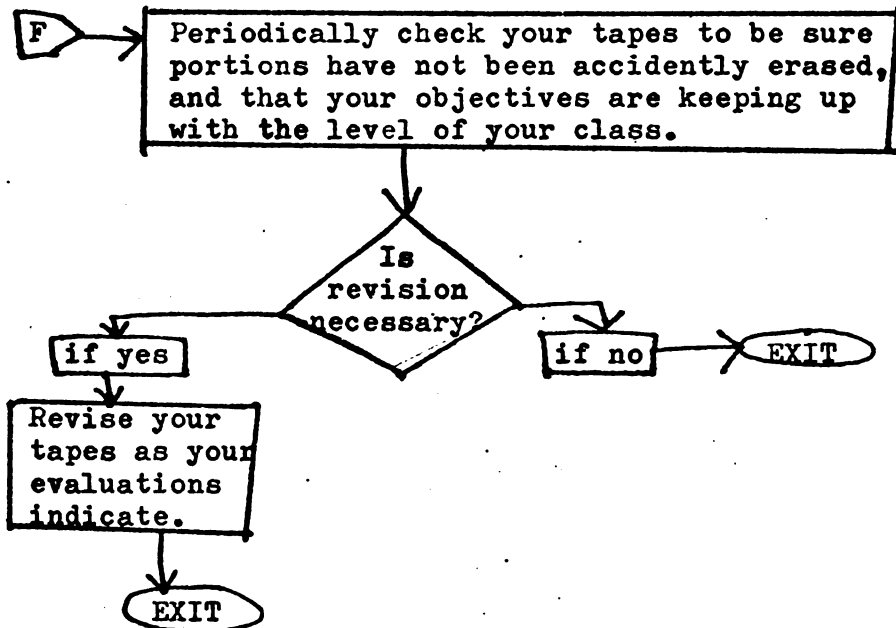 F
Periodically check your tapes to be sure
portions have not been accidently erased,
and that your objectives are keeping up
with the level of your class.
Is
revision
necessary?
if yes
if no
EXIT
Revise your
tapes as your
evaluations
indicate.
EXIT